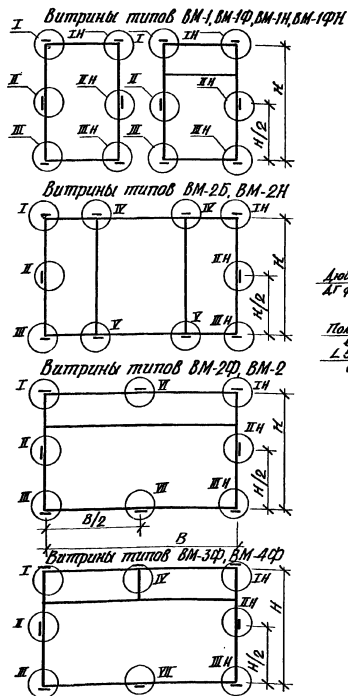 Витрины типов ВМ-1, ВМ-1Ф, ВМ-1Н, ВМ-1ФН
I IН I IН
II IIН II IIН
III IIIН III IIIН
H/2 H
Витрины типов ВМ-2Б, ВМ-2Н
I IV IV IН
II IIН
III V V IIIН
H/2 H
Витрины типов ВМ-2Ф, ВМ-2
I VI IН
II IIН
III VII IIIН
H/2 H
B/2
B
Витрины типов ВМ-3Ф, ВМ-4Ф
I IV IН
II IIН
III VII IIIН
H/2 H